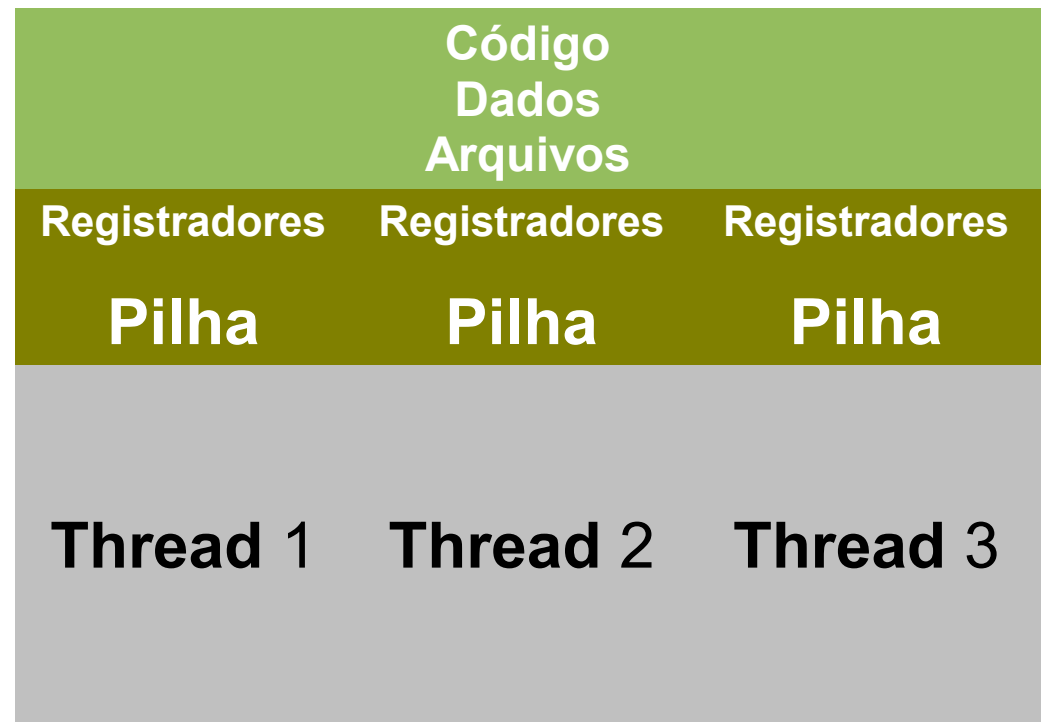 Código
Dados
Arquivos
Registradores Registradores Registradores
Pilha Pilha Pilha
Thread 1 Thread 2 Thread 3